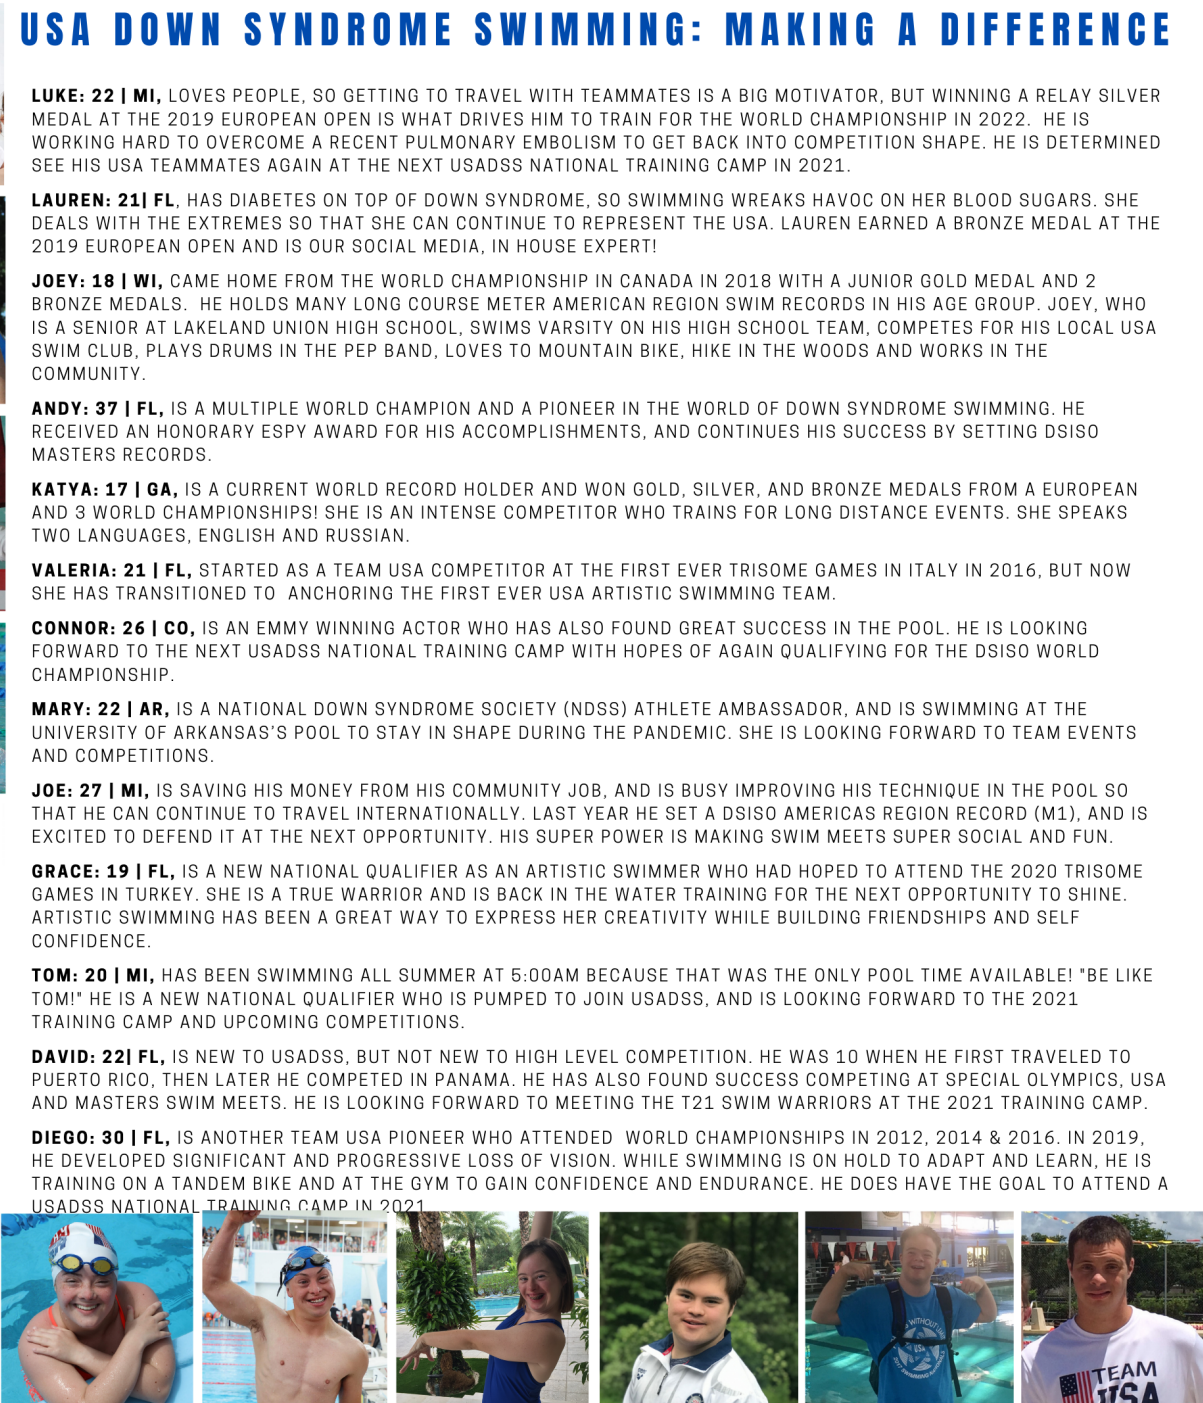 USA DOWN SYNDROME SWIMMING: MAKING A DIFFERENCE
LUKE: 22 | MI, LOVES PEOPLE, SO GETTING TO TRAVEL WITH TEAMMATES IS A BIG MOTIVATOR, BUT WINNING A RELAY SILVER
MEDAL AT THE 2019 EUROPEAN OPEN IS WHAT DRIVES HIM TO TRAIN FOR THE WORLD CHAMPIONSHIP IN 2022. HE IS
WORKING HARD TO OVERCOME A RECENT PULMONARY EMBOLISM TO GET BACK INTO COMPETITION SHAPE. HE IS DETERMINED
SEE HIS USA TEAMMATES AGAIN AT THE NEXT USADSS NATIONAL TRAINING CAMP IN 2021.
LAUREN: 21| FL, HAS DIABETES ON TOP OF DOWN SYNDROME, SO SWIMMING WREAKS HAVOC ON HER BLOOD SUGARS. SHE
DEALS WITH THE EXTREMES SO THAT SHE CAN CONTINUE TO REPRESENT THE USA. LAUREN EARNED A BRONZE MEDAL AT THE
2019 EUROPEAN OPEN AND IS OUR SOCIAL MEDIA, IN HOUSE EXPERT!
JOEY: 18 | WI, CAME HOME FROM THE WORLD CHAMPIONSHIP IN CANADA IN 2018 WITH A JUNIOR GOLD MEDAL AND 2
BRONZE MEDALS. HE HOLDS MANY LONG COURSE METER AMERICAN REGION SWIM RECORDS IN HIS AGE GROUP. JOEY, WHO
IS A SENIOR AT LAKELAND UNION HIGH SCHOOL, SWIMS VARSITY ON HIS HIGH SCHOOL TEAM, COMPETES FOR HIS LOCAL USA
SWIM CLUB, PLAYS DRUMS IN THE PEP BAND, LOVES TO MOUNTAIN BIKE, HIKE IN THE WOODS AND WORKS IN THE
COMMUNITY.
ANDY: 37 | FL, IS A MULTIPLE WORLD CHAMPION AND A PIONEER IN THE WORLD OF DOWN SYNDROME SWIMMING. HE
RECEIVED AN HONORARY ESPY AWARD FOR HIS ACCOMPLISHMENTS, AND CONTINUES HIS SUCCESS BY SETTING DSISO
MASTERS RECORDS.
KATYA: 17 | GA, IS A CURRENT WORLD RECORD HOLDER AND WON GOLD, SILVER, AND BRONZE MEDALS FROM A EUROPEAN
AND 3 WORLD CHAMPIONSHIPS! SHE IS AN INTENSE COMPETITOR WHO TRAINS FOR LONG DISTANCE EVENTS. SHE SPEAKS
TWO LANGUAGES, ENGLISH AND RUSSIAN.
VALERIA: 21 | FL, STARTED AS A TEAM USA COMPETITOR AT THE FIRST EVER TRISOME GAMES IN ITALY IN 2016, BUT NOW
SHE HAS TRANSITIONED TO ANCHORING THE FIRST EVER USA ARTISTIC SWIMMING TEAM.
CONNOR: 26 | CO, IS AN EMMY WINNING ACTOR WHO HAS ALSO FOUND GREAT SUCCESS IN THE POOL. HE IS LOOKING
FORWARD TO THE NEXT USADSS NATIONAL TRAINING CAMP WITH HOPES OF AGAIN QUALIFYING FOR THE DSISO WORLD
CHAMPIONSHIP.
MARY: 22 | AR, IS A NATIONAL DOWN SYNDROME SOCIETY (NDSS) ATHLETE AMBASSADOR, AND IS SWIMMING AT THE
UNIVERSITY OF ARKANSAS'S POOL TO STAY IN SHAPE DURING THE PANDEMIC. SHE IS LOOKING FORWARD TO TEAM EVENTS
AND COMPETITIONS.
JOE: 27 | MI, IS SAVING HIS MONEY FROM HIS COMMUNITY JOB, AND IS BUSY IMPROVING HIS TECHNIQUE IN THE POOL SO
THAT HE CAN CONTINUE TO TRAVEL INTERNATIONALLY. LAST YEAR HE SET A DSISO AMERICAS REGION RECORD (M1), AND IS
EXCITED TO DEFEND IT AT THE NEXT OPPORTUNITY. HIS SUPER POWER IS MAKING SWIM MEETS SUPER SOCIAL AND FUN.
GRACE: 19 | FL, IS A NEW NATIONAL QUALIFIER AS AN ARTISTIC SWIMMER WHO HAD HOPED TO ATTEND THE 2020 TRISOME
GAMES IN TURKEY. SHE IS A TRUE WARRIOR AND IS BACK IN THE WATER TRAINING FOR THE NEXT OPPORTUNITY TO SHINE.
ARTISTIC SWIMMING HAS BEEN A GREAT WAY TO EXPRESS HER CREATIVITY WHILE BUILDING FRIENDSHIPS AND SELF
CONFIDENCE.
TOM: 20 | MI, HAS BEEN SWIMMING ALL SUMMER AT 5:00AM BECAUSE THAT WAS THE ONLY POOL TIME AVAILABLE! "BE LIKE
TOM!" HE IS A NEW NATIONAL QUALIFIER WHO IS PUMPED TO JOIN USADSS, AND IS LOOKING FORWARD TO THE 2021
TRAINING CAMP AND UPCOMING COMPETITIONS.
DAVID: 22| FL, IS NEW TO USADSS, BUT NOT NEW TO HIGH LEVEL COMPETITION. HE WAS 10 WHEN HE FIRST TRAVELED TO
PUERTO RICO, THEN LATER HE COMPETED IN PANAMA. HE HAS ALSO FOUND SUCCESS COMPETING AT SPECIAL OLYMPICS, USA
AND MASTERS SWIM MEETS. HE IS LOOKING FORWARD TO MEETING THE T21 SWIM WARRIORS AT THE 2021 TRAINING CAMP.
DIEGO: 30 | FL, IS ANOTHER TEAM USA PIONEER WHO ATTENDED WORLD CHAMPIONSHIPS IN 2012, 2014 & 2016. IN 2019,
HE DEVELOPED SIGNIFICANT AND PROGRESSIVE LOSS OF VISION. WHILE SWIMMING IS ON HOLD TO ADAPT AND LEARN, HE IS
TRAINING ON A TANDEM BIKE AND AT THE GYM TO GAIN CONFIDENCE AND ENDURANCE. HE DOES HAVE THE GOAL TO ATTEND A
USADSS NATIONAL TRAINING CAMP IN 2021
WITHOUT
USA
TEAM
USA